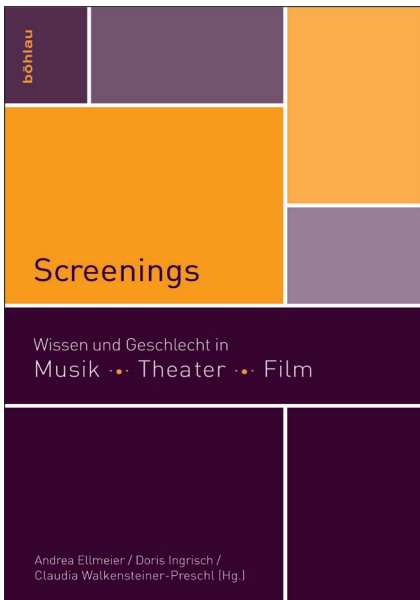 böhlau
Screenings
Wissen und Geschlecht in
Musik ·•· Theater ·•· Film
Andrea Ellmeier / Doris Ingrisch /
Claudia Walkensteiner-Preschl (Hg.)